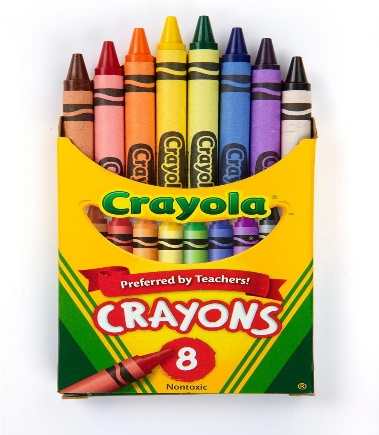 Crayola
Preferred by Teachers!
CRAYONS
8
Nontoxic
®